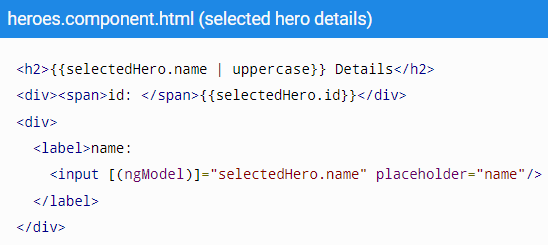 heroes.component.html (selected hero details)
<h2>{{selectedHero.name | uppercase}} Details</h2>
<div><span>id: </span>{{selectedHero.id}}</div>
<div>
  <label>name:
    <input [(ngModel)]="selectedHero.name" placeholder="name"/>
  </label>
</div>